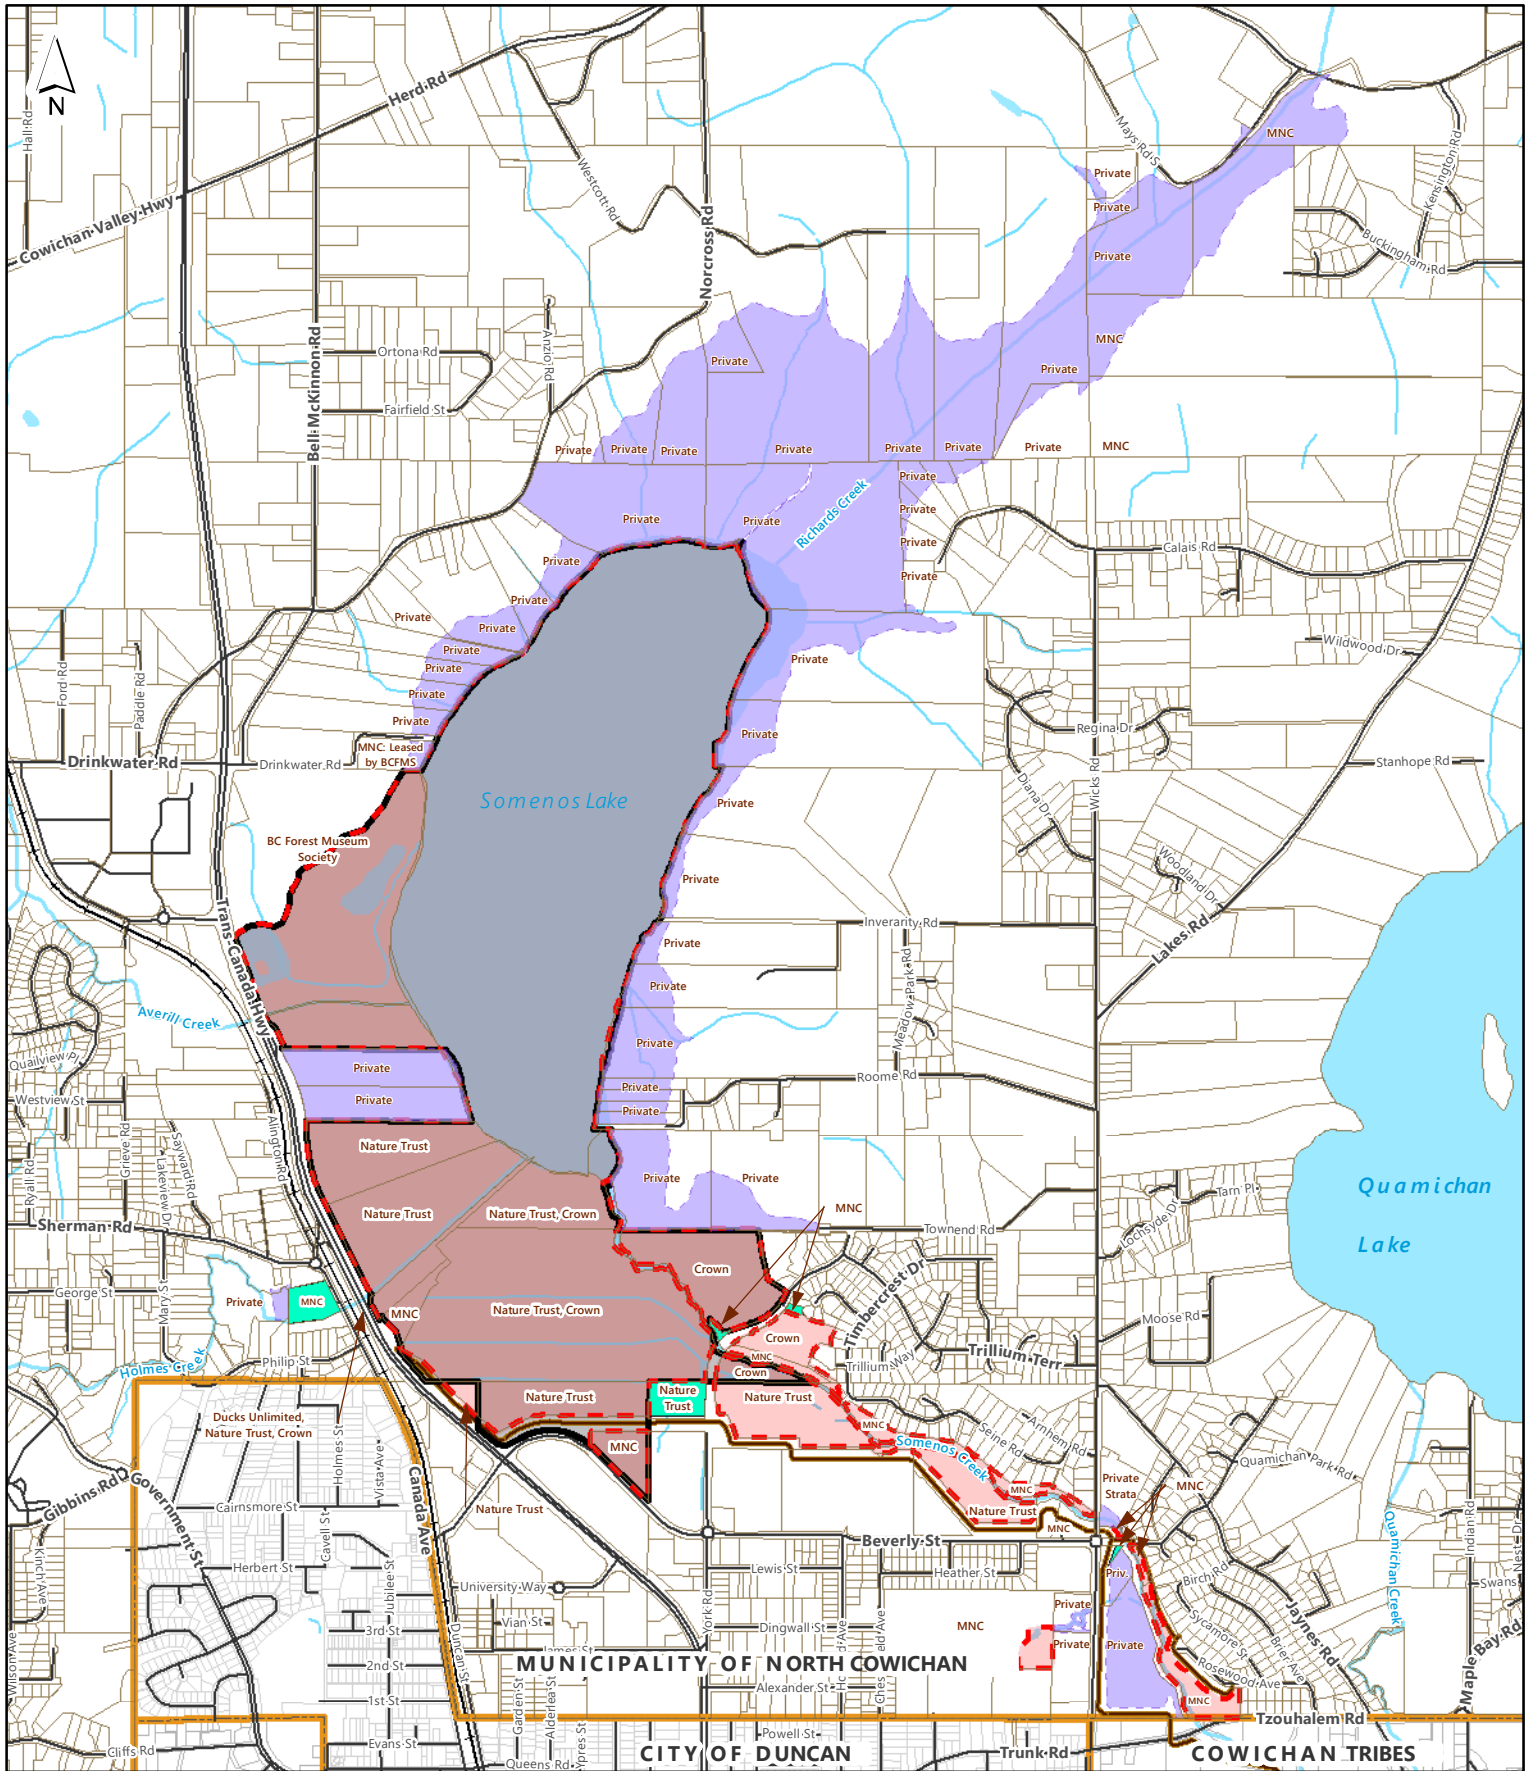 Hall Rd
N
Herd Rd
Mays Rd S
MNC
Kensington Rd
Westcott Rd
Private
Private
Cowichan Valley Hwy
Norcross Rd
Private
Buckingham Rd
Bell McKinnon Rd
Anzio Rd
Ortona Rd
MNC
Private
Private
Fairfield St
Private
Private
Private
Private
Private
Private
Private
MNC
Private
Richards Creek
Private
Private
Private
Private
Calais Rd
Private
Private
Private
Private
Private
Private
Wildwood Dr
Private
Private
Private
Ford Rd
Paddle Rd
Private
Private
Regina Dr
Private
MNC: Leased
by BCFMS
Drinkwater Rd
Drinkwater Rd
Stanhope Rd
Wicks Rd
Diana Dr
Somenos Lake
Private
BC Forest Museum
Society
Woodland Dr
Private
Trans-Canada Hwy
Inverarity Rd
Lakes Rd
Private
Meadow Park Rd
Private
Averill Creek
Private
Quailview Pl
Private
Roome Rd
Private
Westview St
Private
Private
Alington Rd
Grieve Rd
Sayward Rd
Nature Trust
Ryall Rd
Lakeview Dr
Private
Private
Tarn Pl
Quamichan
Lake
Nature Trust
Nature Trust, Crown
MNC
Lochsyde Dr
Sherman Rd
Townend Rd
Crown
Timbercrest Dr
George St
Mary St
Private
MNC
MNC
Nature Trust, Crown
Moose Rd
Crown
Trillium Terr
Trillium Way
MNC
Holmes Creek
Philip St
Crown
Nature Trust
Nature
Trust
Nature Trust
Ducks Unlimited,
Nature Trust, Crown
MNC
Arnhem Rd
Seine Rd
MNC
Somenos Creek
Holmes St
Vista Ave
Quamichan Park Rd
Gibbins Rd
Government St
Canada Ave
Private
Strata
MNC
MNC
Cairnsmore St
Nature Trust
Nature Trust
MNC
Cavell St
Beverly St
Quamichan Creek
Indian Rd
Kinch Ave
Herbert St
Jubilee St
Lewis St
Heather St
Priv.
Birch Rd
University Way
York Rd
Private
Sycamore St
Jaynes Rd
Vian St
Dingwall St
MNC
3rd St
Private
Private
Brier Ave
James St
Duncan St
MUNICIPALITY OF NORTH COWICHAN
2nd St
Rosewood Ave
Maple Bay Rd
1st St
Garden St
Alderlea St
Alexander St
MNC
Tzouhalem Rd
Powell St
Cliffs Rd
Evans St
Queens Rd
CITY OF DUNCAN
Trunk Rd
COWICHAN TRIBES